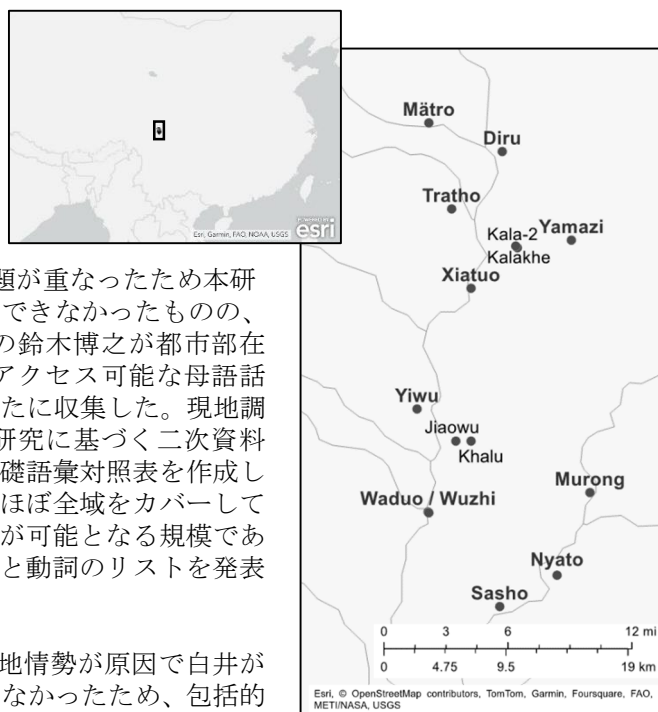 Esri, Garmin, FAO, NOAA, USGS
POWERED BY
esri
題が重なったため本研
できなかったものの、
の鈴木博之が都市部在
アクセス可能な母語話
たに収集した。現地調
研究に基づく二次資料
礎語彙対照表を作成し
ほぼ全域をカバーして
が可能となる規模であ
と動詞のリストを発表
地情勢が原因で白井が
なかったため、包括的
Mätro
Diru
Tratho
Kala-2
Yamazi
Kalakhe
Xiatuo
Yiwu
Jiaowu
Khalu
Murong
Waduo / Wuzhi
Nyato
Sasho
0 3 6 12 mi
0 4.75 9.5 19 km
Esri, © OpenStreetMap contributors, TomTom, Garmin, Foursquare, FAO,
METI/NASA, USGS